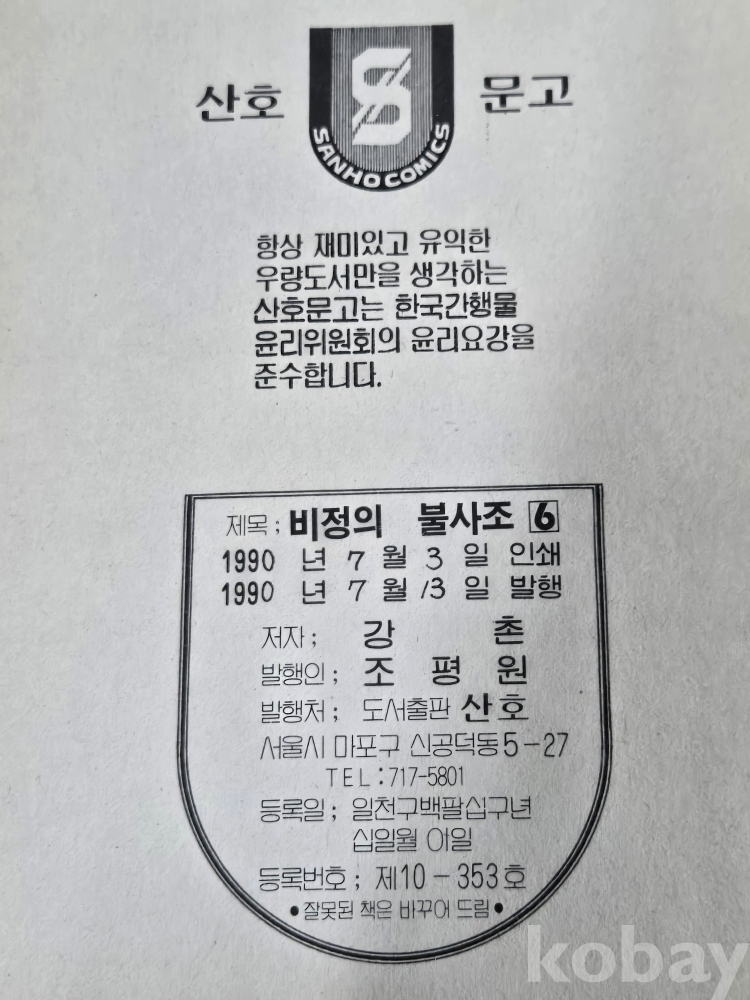 산호 문고
S
SANHO COMICS
항상 재미있고 유익한
우량도서만을 생각하는
산호문고는 한국간행물
윤리위원회의 윤리요강을
준수합니다.
제목 ; 비정의 불사조 6
1990 년 7 월 3 일 인쇄
1990 년 7 월 13 일 발행
저자 ; 강 촌
발행인 ; 조 평 원
발행처 ; 도서출판 산호
서울시 마포구 신공덕동 5-27
TEL : 717-5801
등록일 ; 일천구백팔십구년
십일월 아일
등록번호 ; 제10-353호
•잘못된 책은 바꾸어 드림•
kobay